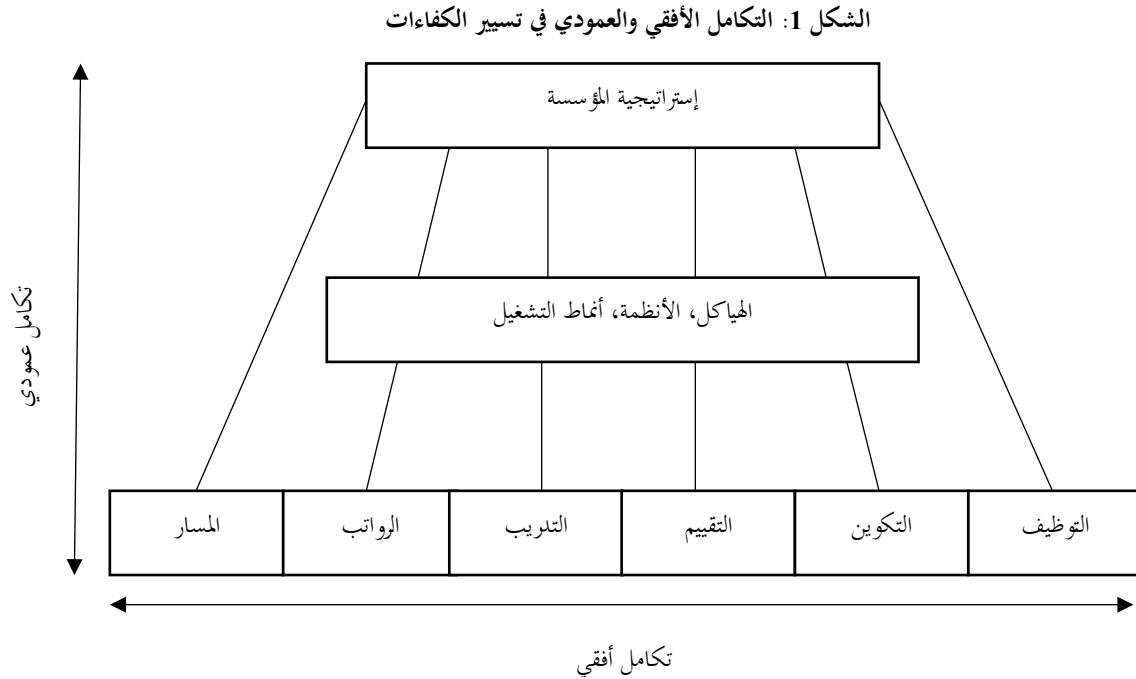 الشكل 1: التكامل الأفقي والعمودي في تسيير الكفاءات
إستراتيجية المؤسسة
الهياكل، الأنظمة، أنماط التشغيل
تكامل عمودي
التوظيف
التكوين
التقييم
التدريب
الرواتب
المسار
تكامل أفقي